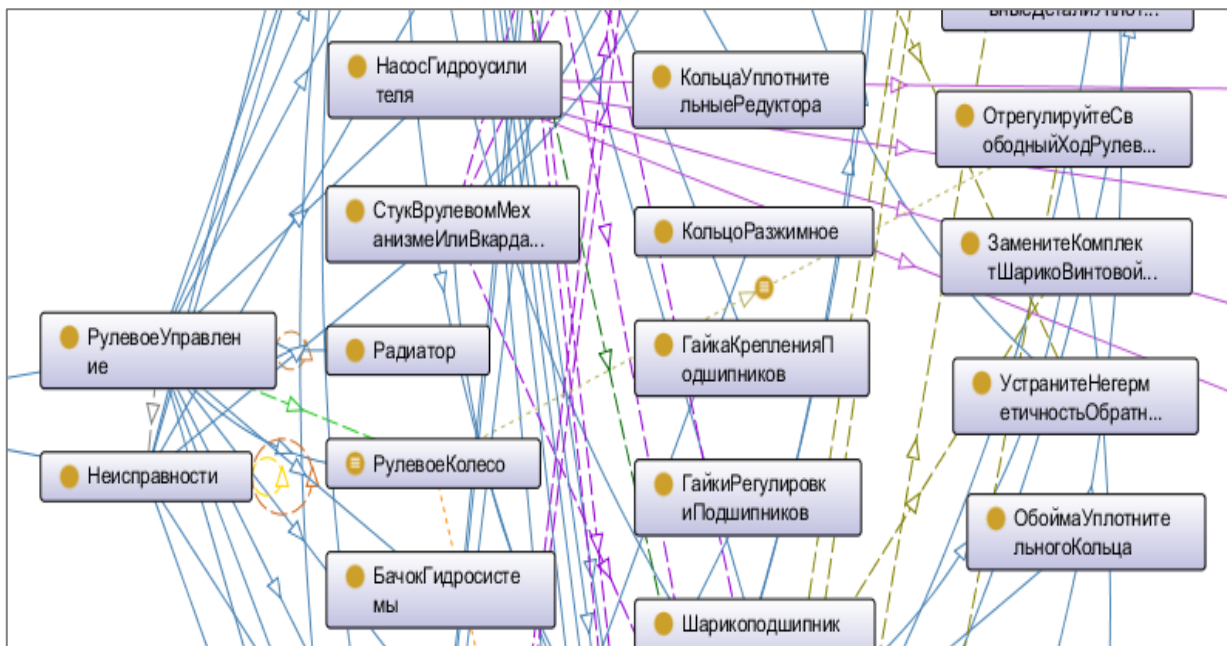 ьныеДеталиУплот...
НасосГидроусили
теля
КольцаУплотните
льныеРедуктора
ОтрегулируйтеСв
ободныйХодРулев...
СтукВрулевомМех
анизмеИлиВкарда...
КольцоРазжимное
ЗаменитеКомплек
тШарикоВинтовой...
РулевоеУправлен
ие
Радиатор
ГайкаКрепленияП
одшипников
УстранитеНегерм
етичностьОбратн...
Неисправности
РулевоеКолесо
ГайкиРегулировк
иПодшипников
ОбоймаУплотните
льногоКольца
БачокГидросисте
мы
Шарикоподшипник